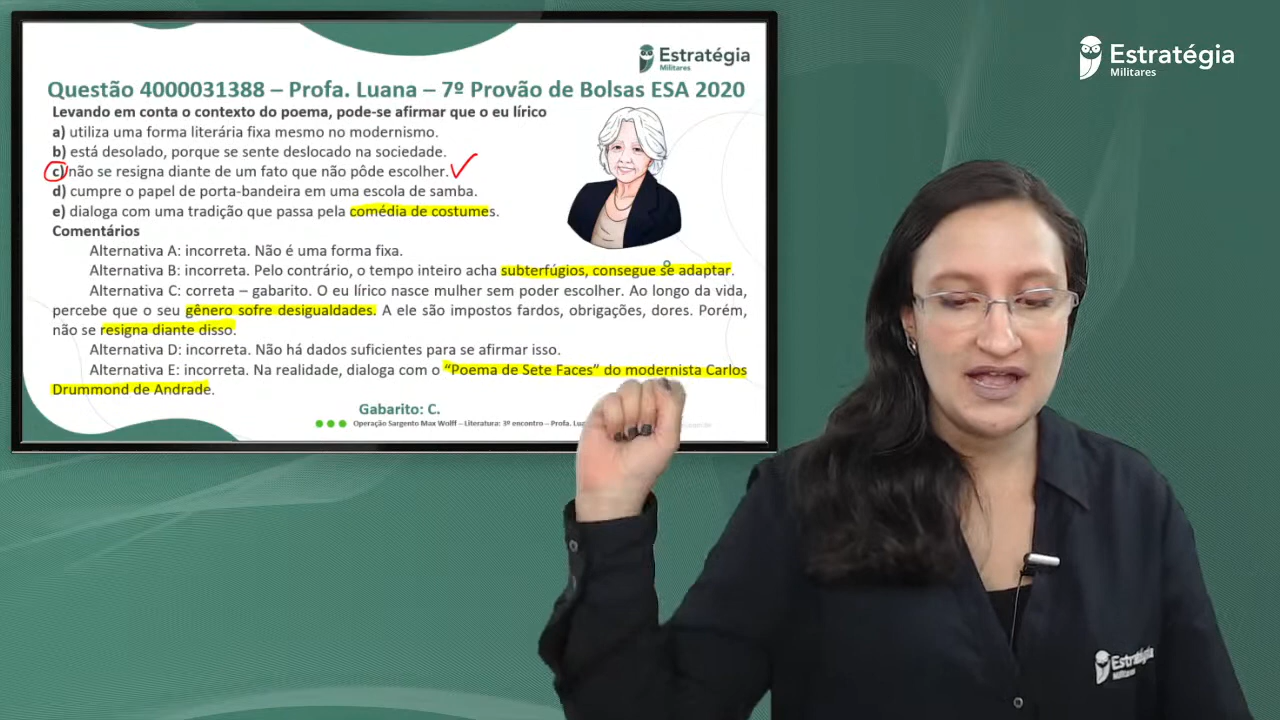 Estratégia
Militares
Estratégia
Militares
Questão 4000031388 – Profa. Luana – 7º Provão de Bolsas ESA 2020
Levando em conta o contexto do poema, pode-se afirmar que o eu lírico
a) utiliza uma forma literária fixa mesmo no modernismo.
b) está desolado, porque se sente deslocado na sociedade.
c) não se resigna diante de um fato que não pôde escolher.
d) cumpre o papel de porta-bandeira em uma escola de samba.
e) dialoga com uma tradição que passa pela comédia de costumes.
Comentários
Alternativa A: incorreta. Não é uma forma fixa.
Alternativa B: incorreta. Pelo contrário, o tempo inteiro acha subterfúgios, consegue se adaptar.
Alternativa C: correta – gabarito. O eu lírico nasce mulher sem poder escolher. Ao longo da vida,
percebe que o seu gênero sofre desigualdades. A ele são impostos fardos, obrigações, dores. Porém,
não se resigna diante disso.
Alternativa D: incorreta. Não há dados suficientes para se afirmar isso.
Alternativa E: incorreta. Na realidade, dialoga com o “Poema de Sete Faces” do modernista Carlos
Drummond de Andrade.
Gabarito: C.
Operação Sargento Max Wolff – Literatura: 3º encontro – Profa.
Estratégia
Militares